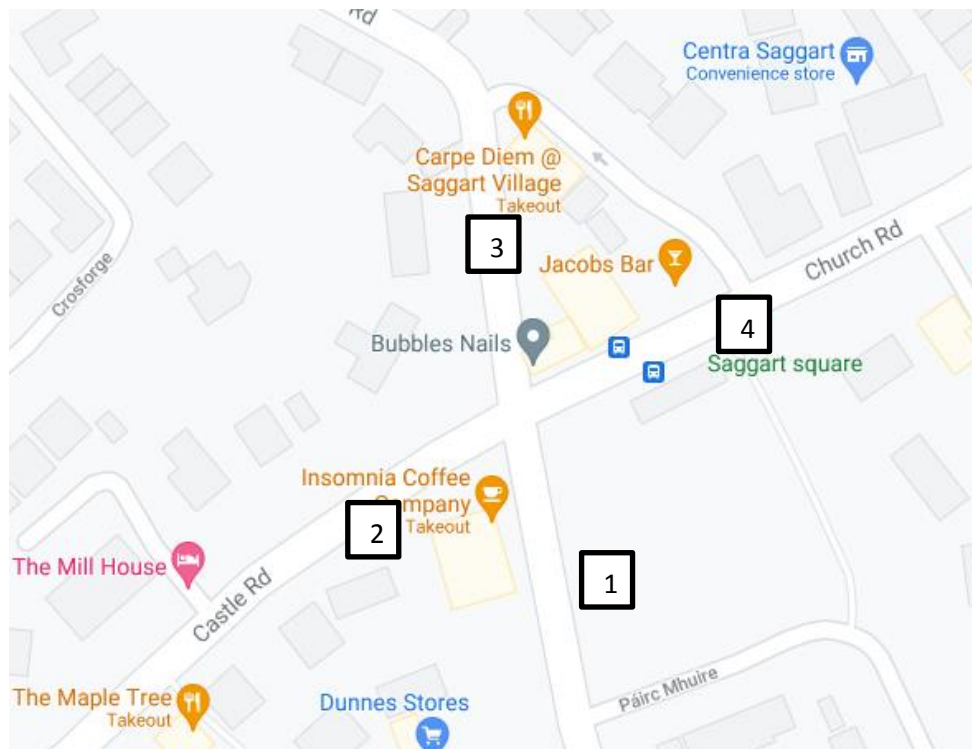 Rd
Centra Saggart
Convenience store
Carpe Diem @
Saggart Village
Takeout
3
Jacobs Bar
Church Rd
Crosforge
4
Bubbles Nails
Saggart square
Insomnia Coffee
Company
Takeout
2
The Mill House
1
Castle Rd
Páirc Mhuire
The Maple Tree
Takeout
Dunnes Stores